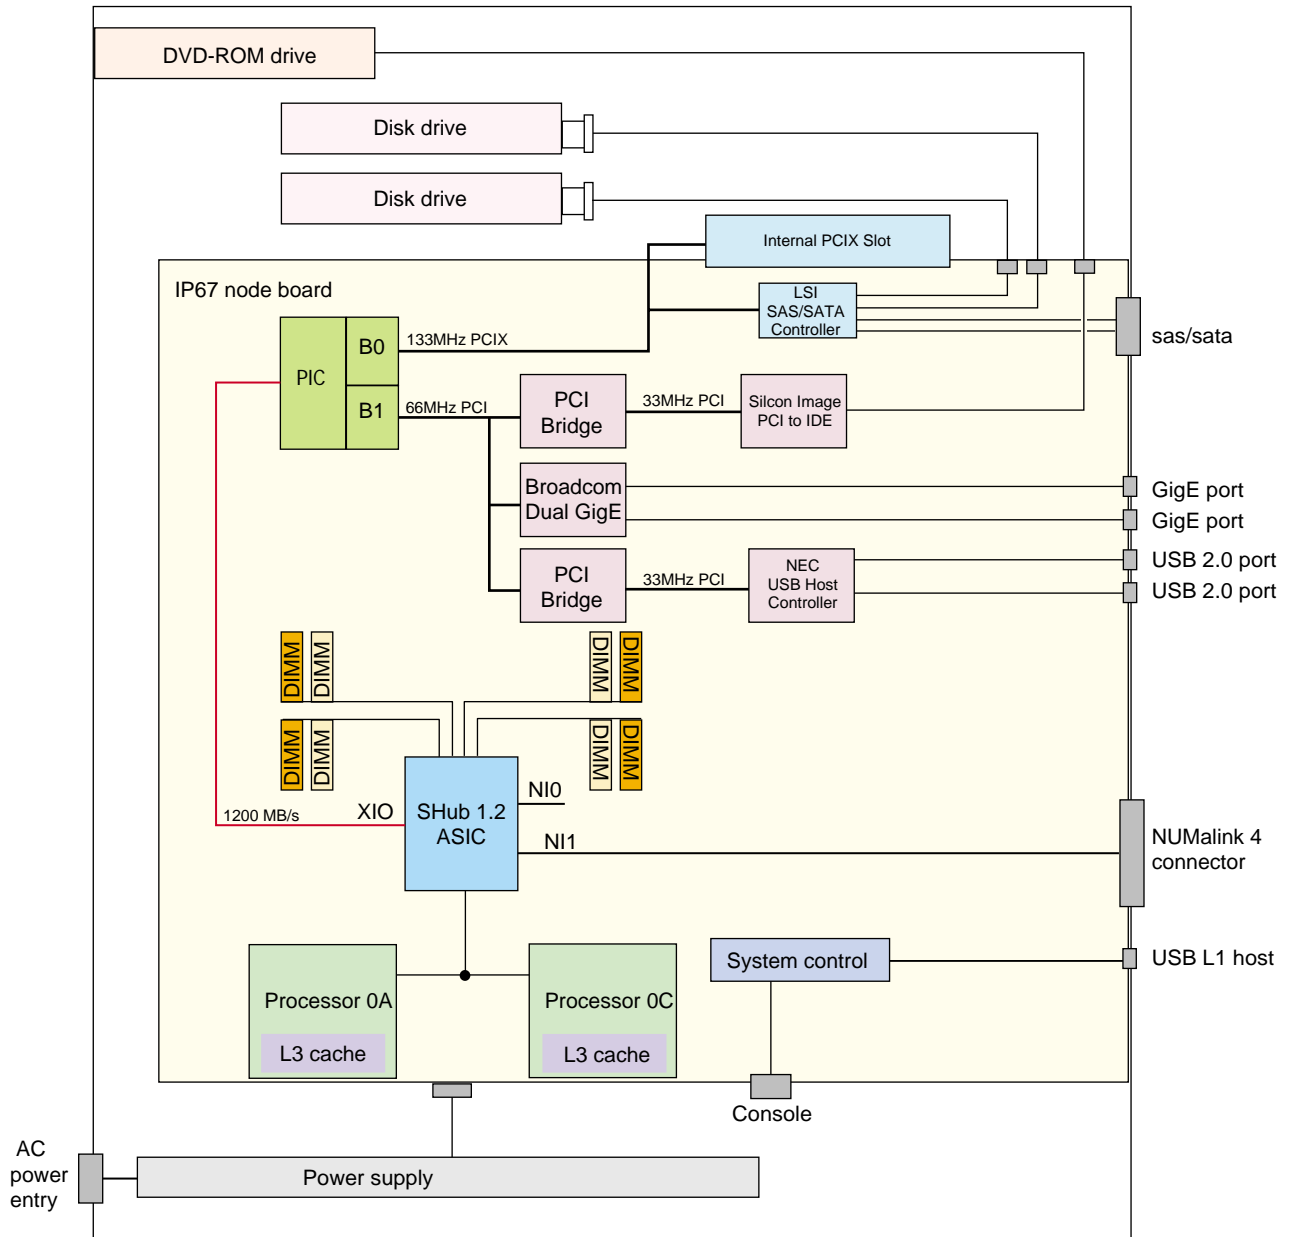 DVD-ROM drive
Disk drive
Disk drive
Internal PCIX Slot
IP67 node board
LSI
SAS/SATA
Controller
sas/sata
PIC
B0
133MHz PCIX
B1
66MHz PCI
PCI
Bridge
33MHz PCI
Silcon Image
PCI to IDE
Broadcom
Dual GigE
GigE port
GigE port
PCI
Bridge
33MHz PCI
NEC
USB Host
Controller
USB 2.0 port
USB 2.0 port
DIMM
DIMM
DIMM
DIMM
DIMM
DIMM
DIMM
DIMM
1200 MB/s
XIO
SHub 1.2
ASIC
NI0
NI1
NUMalink 4
connector
Processor 0A
L3 cache
Processor 0C
L3 cache
System control
USB L1 host
Console
AC
power
entry
Power supply